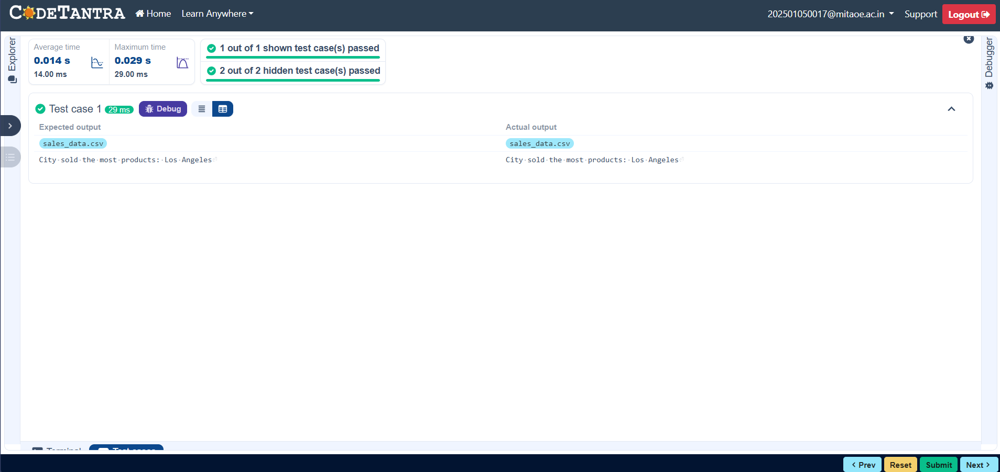 CODETANTRA Home Learn Anywhere 202501050017@mitaoe.ac.in Support Logout
Explorer
Average time
0.014 s
14.00 ms
Maximum time
0.029 s
29.00 ms
1 out of 1 shown test case(s) passed
2 out of 2 hidden test case(s) passed
Debugger
Test case 1 29 ms Debug
Expected output Actual output
sales_data.csv sales_data.csv
City·sold·the·most·products:·Los·Angeles City·sold·the·most·products:·Los·Angeles
Terminal Test cases
Prev Reset Submit Next